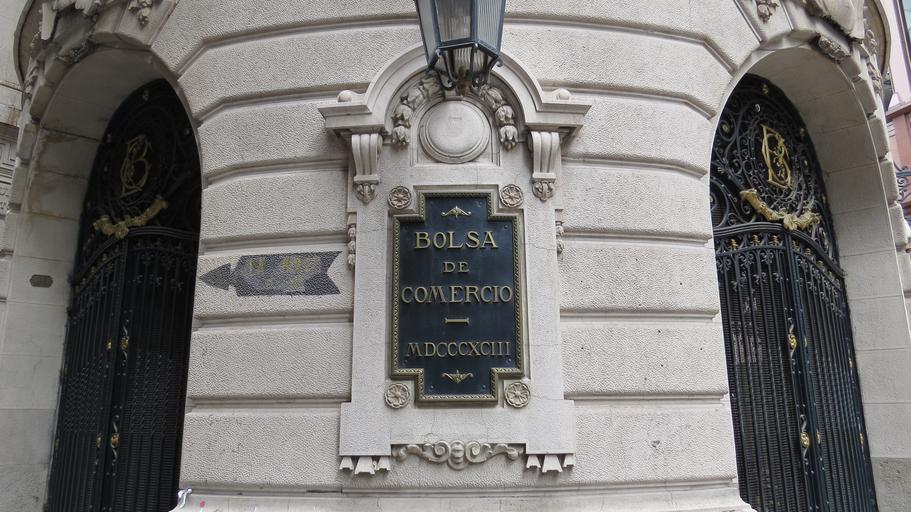 BOLSA
DE
COMERCIO
MDCCCXCIII